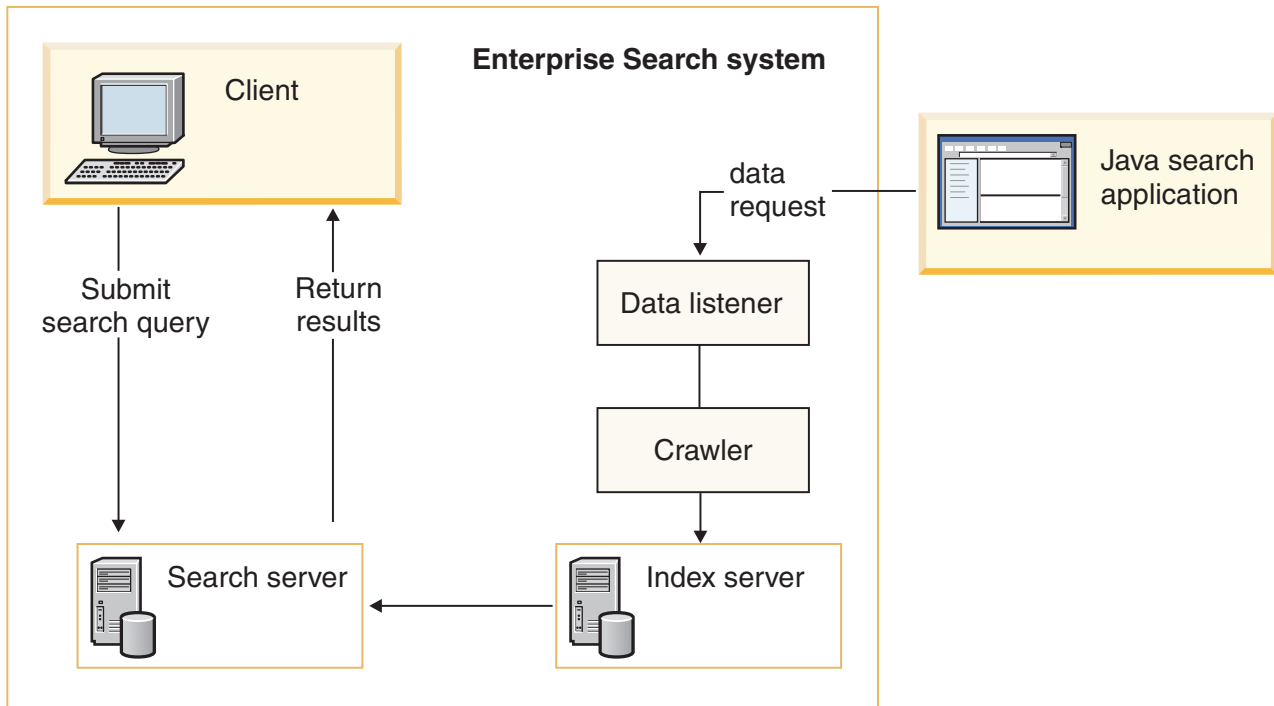 Enterprise Search system
Client
Java search
application
data
request
Submit
search query
Return
results
Data listener
Crawler
Search server
Index server